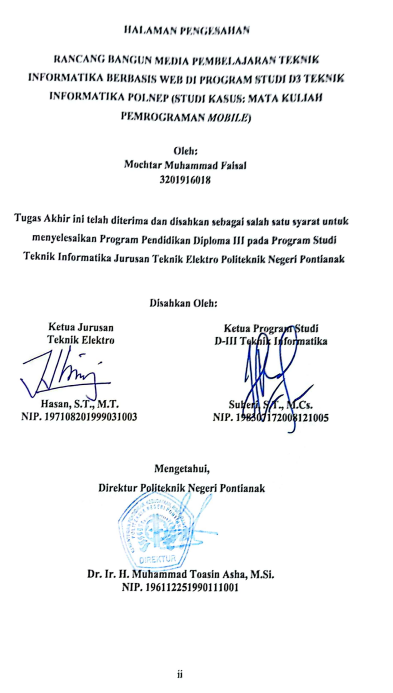 HALAMAN PENGESAHAN
RANCANG BANGUN MEDIA PEMBELAJARAN TEKNIK
INFORMATIKA BERBASIS WEB DI PROGRAM STUDI D3 TEKNIK
INFORMATIKA POLNEP (STUDI KASUS: MATA KULIAH
PEMROGRAMAN MOBILE)
Oleh:
Mochtar Muhammad Faisal
3201916018
Tugas Akhir ini telah diterima dan disahkan sebagai salah satu syarat untuk
menyelesaikan Program Pendidikan Diploma III pada Program Studi
Teknik Informatika Jurusan Teknik Elektro Politeknik Negeri Pontianak
Disahkan Oleh:
Ketua Jurusan
Teknik Elektro
Hasan, S.T., M.T.
NIP. 197108201999031003
Ketua Program Studi
D-III Teknik Informatika
Suheri, S.T., M.Cs.
NIP. 198307172008121005
Mengetahui,
Direktur Politeknik Negeri Pontianak
DIREKTUR
Dr. Ir. H. Muhammad Toasin Asha, M.Si.
NIP. 196112251990111001
ii